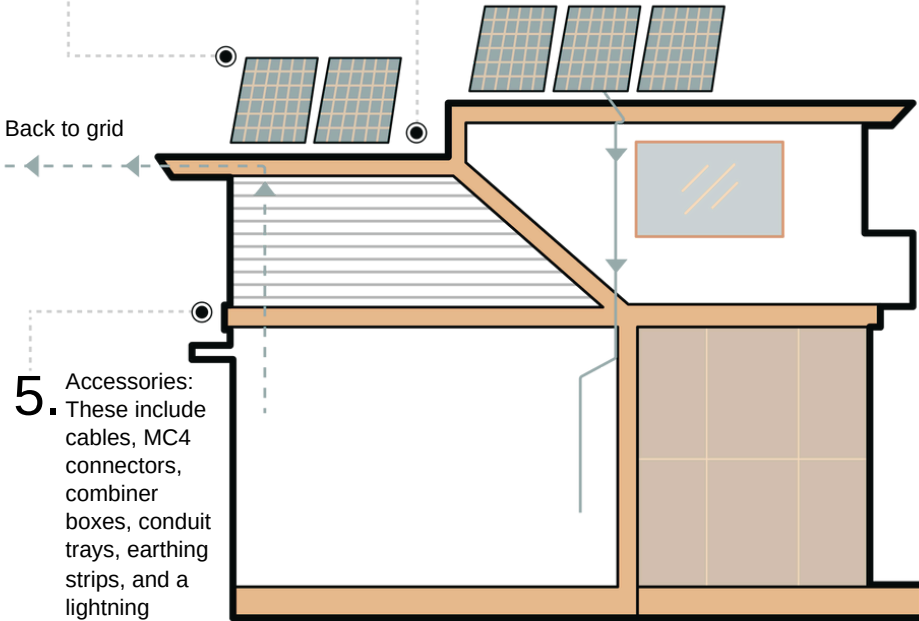 Back to grid
5.
Accessories:
These include
cables, MC4
connectors,
combiner
boxes, conduit
trays, earthing
strips, and a
lightning